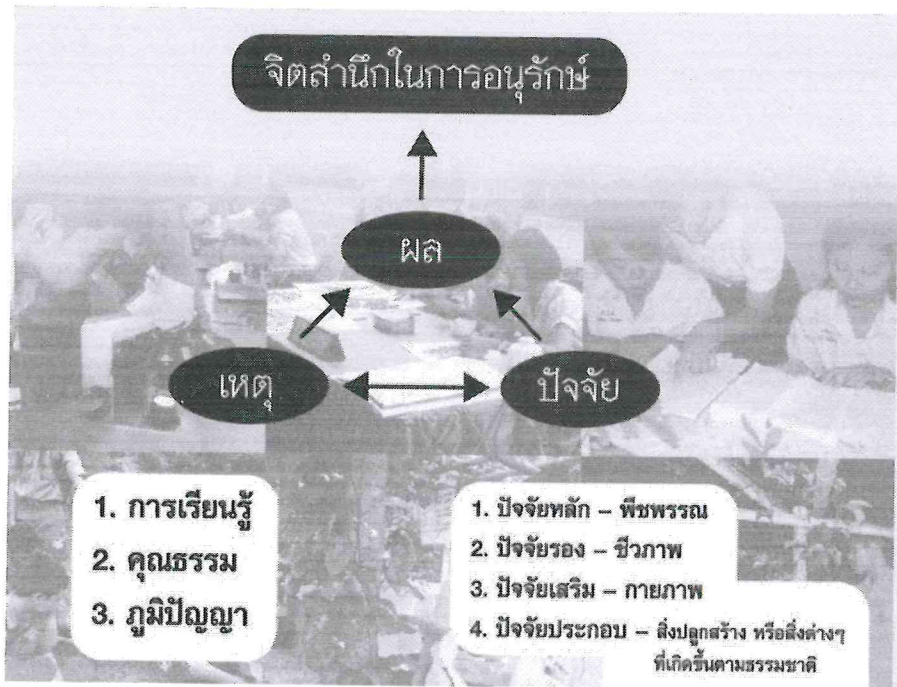 จิตสำนึกในการอนุรักษ์
ผล
เหตุ
ปัจจัย
1. การเรียนรู้
2. คุณธรรม
3. ภูมิปัญญา
1. ปัจจัยหลัก – พืชพรรณ
2. ปัจจัยรอง – ชีวภาพ
3. ปัจจัยเสริม – กายภาพ
4. ปัจจัยประกอบ – สิ่งปลูกสร้าง หรือสิ่งต่างๆ
ที่เกิดขึ้นตามธรรมชาติ